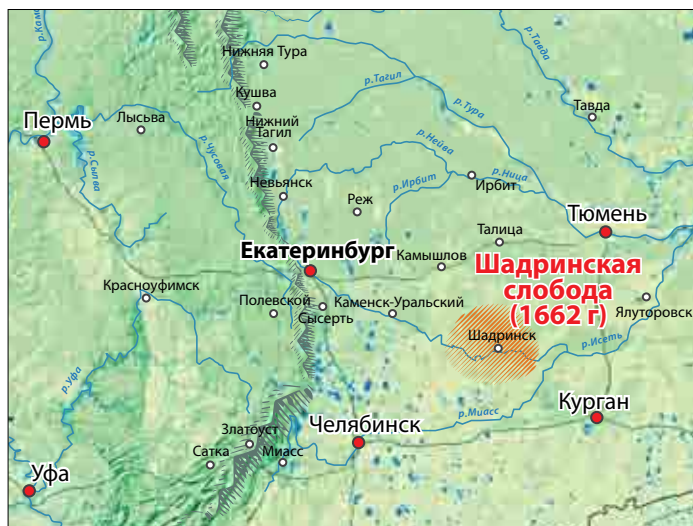 р.Кама
Нижняя Тура
р.Тавда
Кушва
р.Тагил
р.Тура
Тавда
Пермь
Лысьва
Нижний
Тагил
р.Сылва
р.Чусовая
р.Нейва
Невьянск
р.Ница
Ирбит
р.Ирбит
Реж
Тюмень
Талица
Екатеринбург
Камышлов
Шадринская
слобода
(1662 г)
Красноуфимск
Полевской
Сысерть
Каменск-Уральский
Ялуторовск
Шадринск
р.Исеть
р.Уфа
р.Миасс
Курган
Челябинск
Златоуст
Сатка
Миасс
Уфа